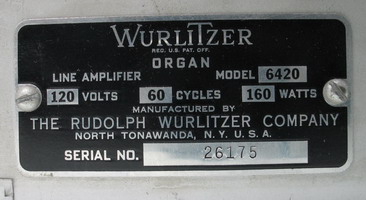 WURLITZER
REG. U.S. PAT. OFF.
ORGAN
LINE AMPLIFIER MODEL 6420
120 VOLTS 60 CYCLES 160 WATTS
MANUFACTURED BY
THE RUDOLPH WURLITZER COMPANY
NORTH TONAWANDA, N.Y. U.S.A.
SERIAL NO. 26175